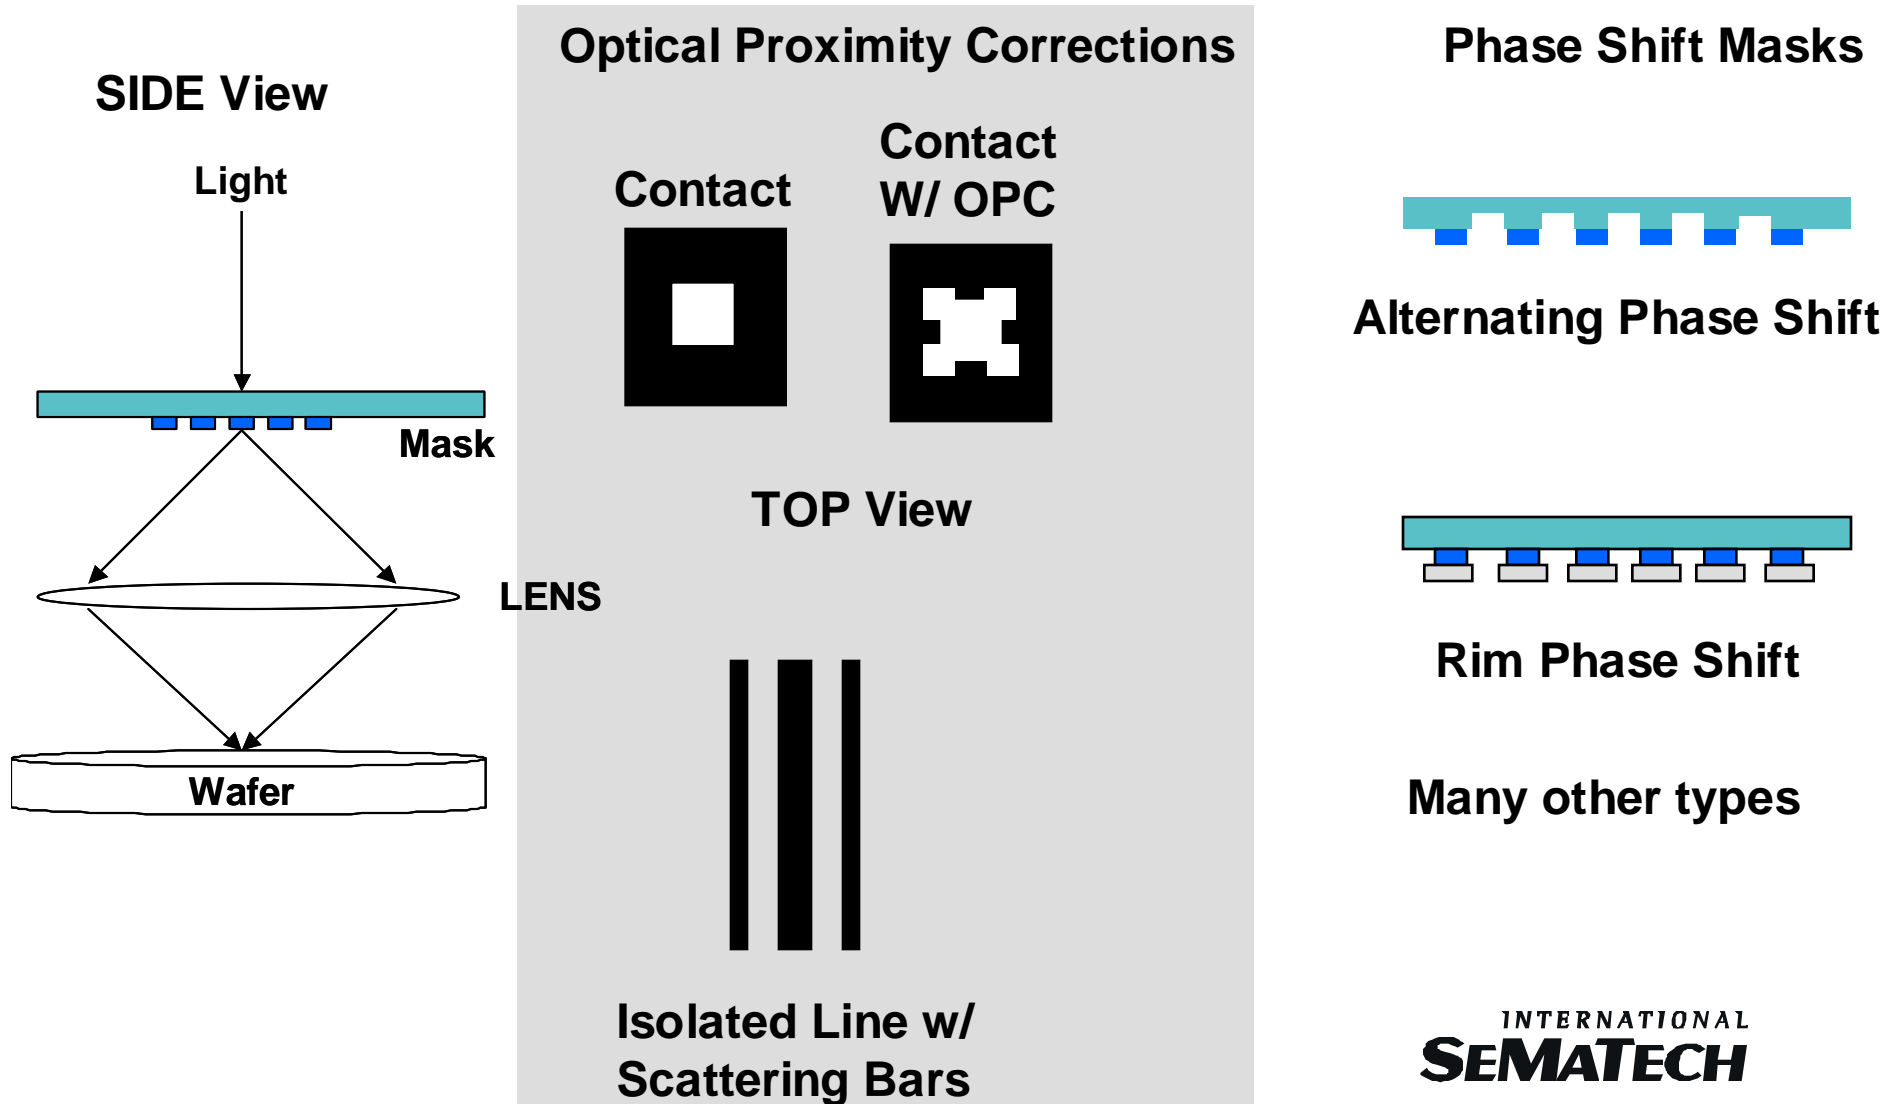 SIDE View
Light
Mask
LENS
Wafer
Optical Proximity Corrections
Contact
Contact
W/ OPC
TOP View
Isolated Line w/
Scattering Bars
Phase Shift Masks
Alternating Phase Shift
Rim Phase Shift
Many other types
INTERNATIONAL
SEMATECH